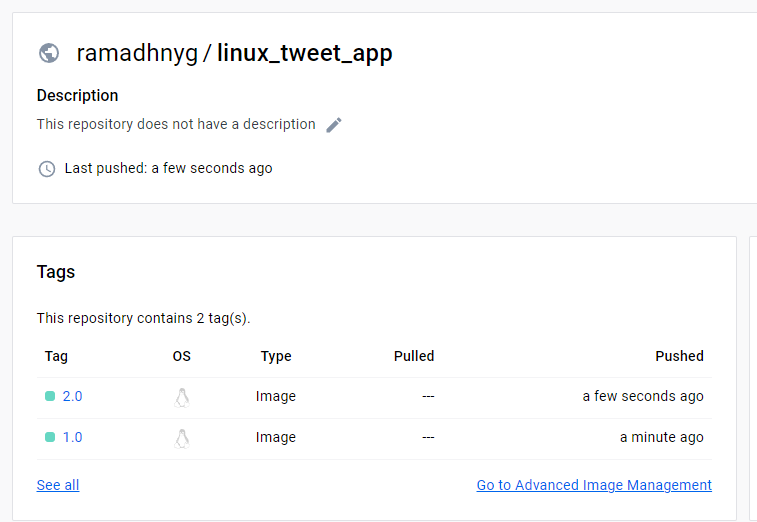 ramadhnyg / linux_tweet_app
Description
This repository does not have a description
Last pushed: a few seconds ago
Tags
This repository contains 2 tag(s).
Tag OS Type Pulled Pushed
2.0 Image --- a few seconds ago
1.0 Image --- a minute ago
See all Go to Advanced Image Management